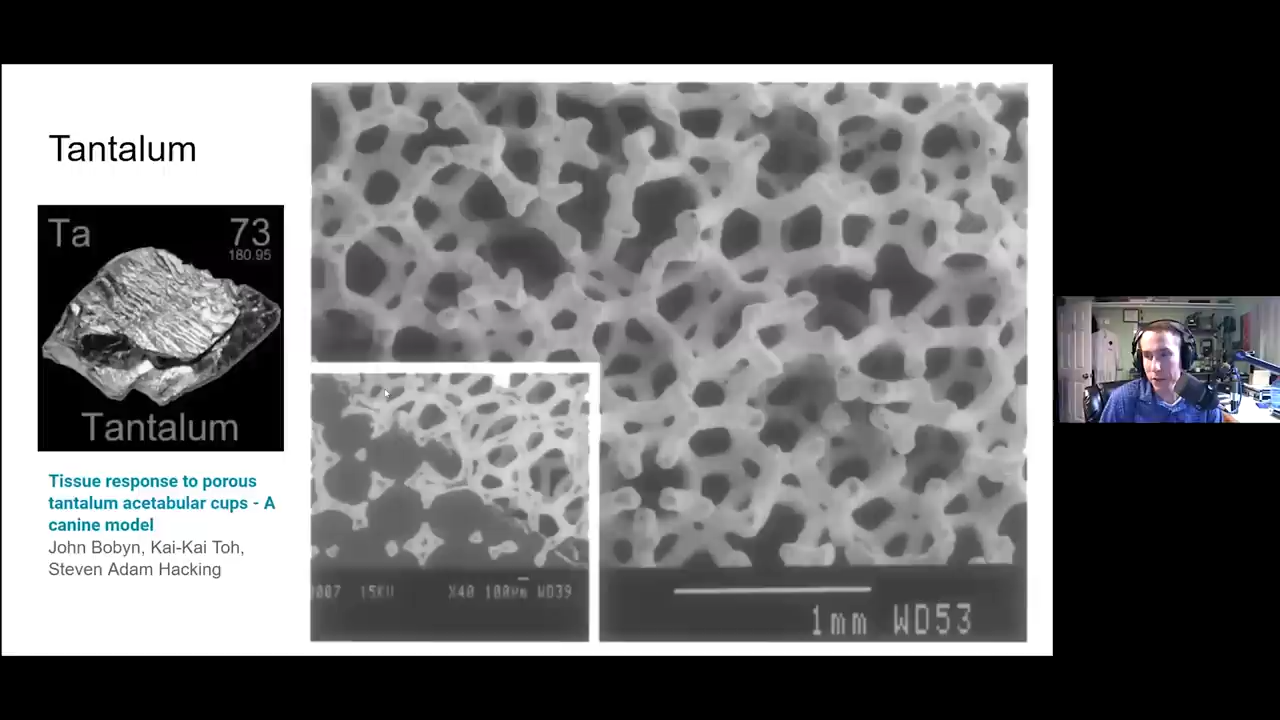 Tantalum
Ta
73
180.95
Tantalum
Tissue response to porous
tantalum acetabular cups - A
canine model
John Bobyn, Kai-Kai Toh,
Steven Adam Hacking
15KU X40 100µm WD39
1mm WD53